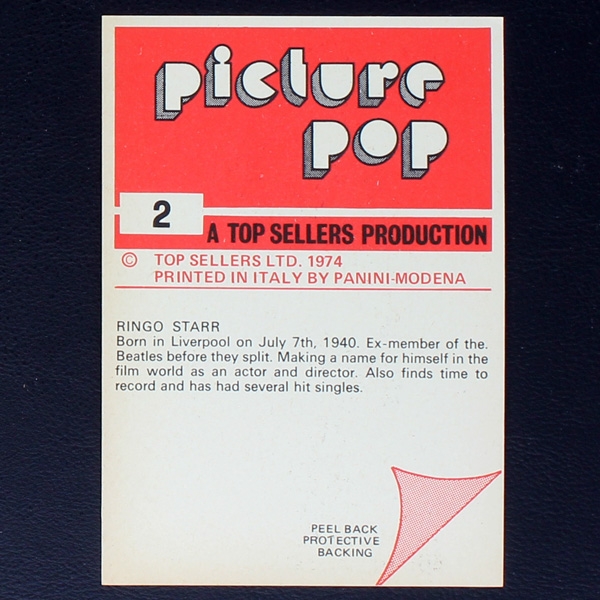 picture
pop
2
A TOP SELLERS PRODUCTION
© TOP SELLERS LTD. 1974
PRINTED IN ITALY BY PANINI-MODENA
RINGO STARR
Born in Liverpool on July 7th, 1940. Ex-member of the.
Beatles before they split. Making a name for himself in the
film world as an actor and director. Also finds time to
record and has had several hit singles.
PEEL BACK
PROTECTIVE
BACKING